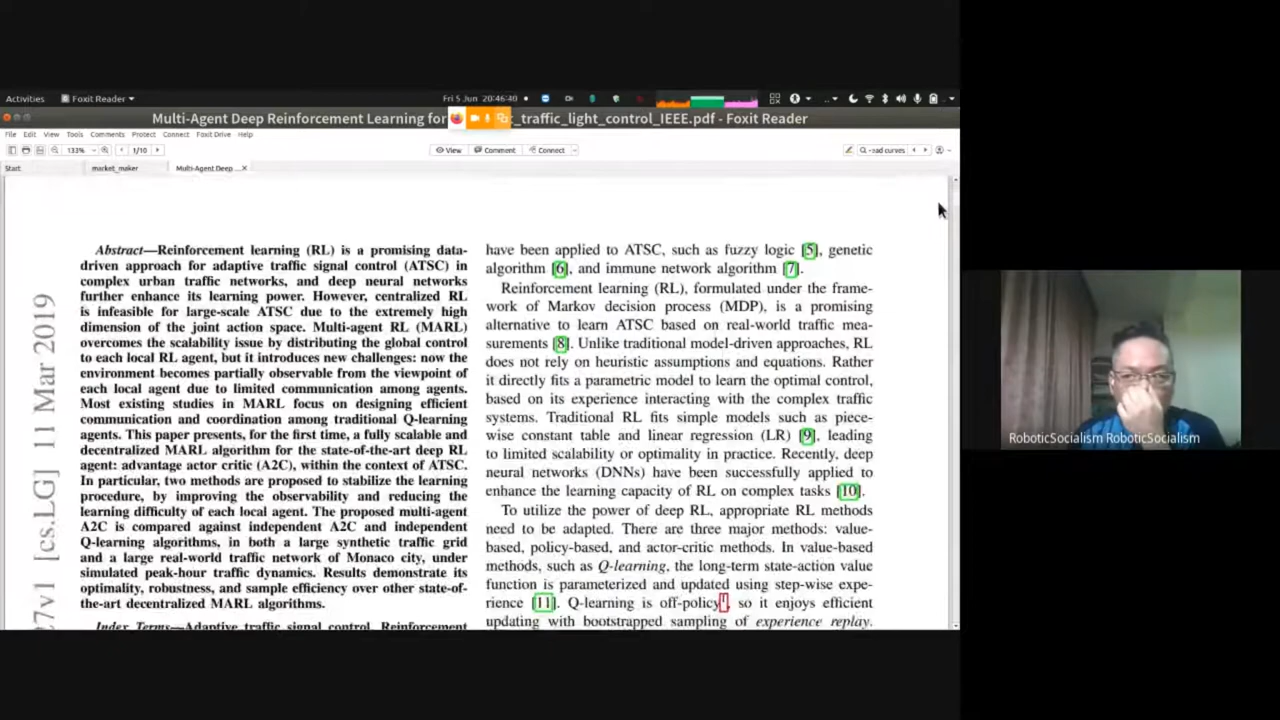 Activities Foxit Reader Fri 5 Jun 20:46:40
Multi-Agent Deep Reinforcement Learning for _traffic_light_control_IEEE.pdf - Foxit Reader
File Edit View Tools Comments Protect Connect Foxit Drive Help
133% 1/10 View Comment Connect
Start market_maker Multi-Agent Deep ...
Abstract—Reinforcement learning (RL) is a promising data-
driven approach for adaptive traffic signal control (ATSC) in
complex urban traffic networks, and deep neural networks
further enhance its learning power. However, centralized RL
is infeasible for large-scale ATSC due to the extremely high
dimension of the joint action space. Multi-agent RL (MARL)
overcomes the scalability issue by distributing the global control
to each local RL agent, but it introduces new challenges: now the
environment becomes partially observable from the viewpoint of
each local agent due to limited communication among agents.
Most existing studies in MARL focus on designing efficient
communication and coordination among traditional Q-learning
agents. This paper presents, for the first time, a fully scalable and
decentralized MARL algorithm for the state-of-the-art deep RL
agent: advantage actor critic (A2C), within the context of ATSC.
In particular, two methods are proposed to stabilize the learning
procedure, by improving the observability and reducing the
learning difficulty of each local agent. The proposed multi-agent
A2C is compared against independent A2C and independent
Q-learning algorithms, in both a large synthetic traffic grid
and a large real-world traffic network of Monaco city, under
simulated peak-hour traffic dynamics. Results demonstrate its
optimality, robustness, and sample efficiency over other state-of-
the-art decentralized MARL algorithms.
Index Terms—Adaptive traffic signal control, Reinforcement
have been applied to ATSC, such as fuzzy logic [5], genetic
algorithm [6], and immune network algorithm [7].
Reinforcement learning (RL), formulated under the frame-
work of Markov decision process (MDP), is a promising
alternative to learn ATSC based on real-world traffic mea-
surements [8]. Unlike traditional model-driven approaches, RL
does not rely on heuristic assumptions and equations. Rather
it directly fits a parametric model to learn the optimal control,
based on its experience interacting with the complex traffic
systems. Traditional RL fits simple models such as piece-
wise constant table and linear regression (LR) [9], leading
to limited scalability or optimality in practice. Recently, deep
neural networks (DNNs) have been successfully applied to
enhance the learning capacity of RL on complex tasks [10].
To utilize the power of deep RL, appropriate RL methods
need to be adapted. There are three major methods: value-
based, policy-based, and actor-critic methods. In value-based
methods, such as Q-learning, the long-term state-action value
function is parameterized and updated using step-wise expe-
rience [11]. Q-learning is off-policy1, so it enjoys efficient
updating with bootstrapped sampling of experience replay.
7v1 [cs.LG] 11 Mar 2019
RoboticSocialism RoboticSocialism